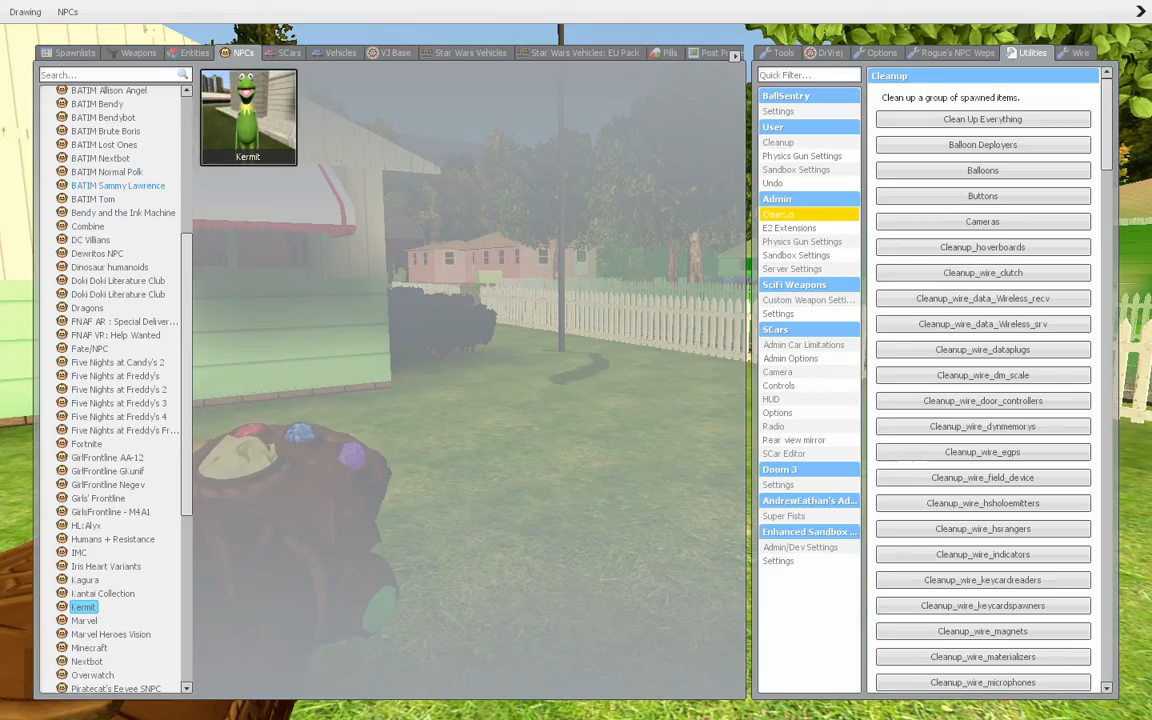 Drawing NPCs
Spawnlists Weapons Entities NPCs SCars Vehicles VJ Base Star Wars Vehicles Star Wars Vehicles: EU Pack Pills Post Pr
Tools DrVrej Options Rogue's NPC Weps Utilities Wire
Search...
BATIM Allison Angel
BATIM Bendy
BATIM Bendybot
BATIM Brute Boris
BATIM Lost Ones
BATIM Nextbot
BATIM Normal Polk
BATIM Sammy Lawrence
BATIM Tom
Bendy and the Ink Machine
Combine
DC Villians
Dewritos NPC
Dinosaur humanoids
Doki Doki Literature Club
Doki Doki Literature Club
Dragons
FNAF AR : Special Deliver...
FNAF VR: Help Wanted
Fate/NPC
Five Nights at Candy's 2
Five Nights at Freddy's
Five Nights at Freddy's 2
Five Nights at Freddy's 3
Five Nights at Freddy's 4
Five Nights at Freddy's Fr...
Fortnite
GirlFrontline AA-12
GirlFrontline GKunif
GirlFrontline Negev
Girls' Frontline
GirlsFrontline - M4A1
HL: Alyx
Humans + Resistance
IMC
Iris Heart Variants
Kagura
Kantai Collection
Kermit
Marvel
Marvel Heroes Vision
Minecraft
Nextbot
Overwatch
Piratecat's Eevee SNPC
Kermit
Quick Filter...
BallSentry
Settings
User
Cleanup
Physics Gun Settings
Sandbox Settings
Undo
Admin
Cleanup
E2 Extensions
Physics Gun Settings
Sandbox Settings
Server Settings
SciFi Weapons
Custom Weapon Setti...
Settings
SCars
Admin Car Limitations
Admin Options
Camera
Controls
HUD
Options
Radio
Rear view mirror
SCar Editor
Doom 3
Settings
AndrewEathan's Ad...
Super Fists
Enhanced Sandbox ...
Admin/Dev Settings
Settings
Cleanup
Clean up a group of spawned items.
Clean Up Everything
Balloon Deployers
Balloons
Buttons
Cameras
Cleanup_hoverboards
Cleanup_wire_clutch
Cleanup_wire_data_Wireless_recv
Cleanup_wire_data_Wireless_srv
Cleanup_wire_dataplugs
Cleanup_wire_dm_scale
Cleanup_wire_door_controllers
Cleanup_wire_dynmemorys
Cleanup_wire_egps
Cleanup_wire_field_device
Cleanup_wire_hsholoemitters
Cleanup_wire_hsrangers
Cleanup_wire_indicators
Cleanup_wire_keycardreaders
Cleanup_wire_keycardspawners
Cleanup_wire_magnets
Cleanup_wire_materializers
Cleanup_wire_microphones